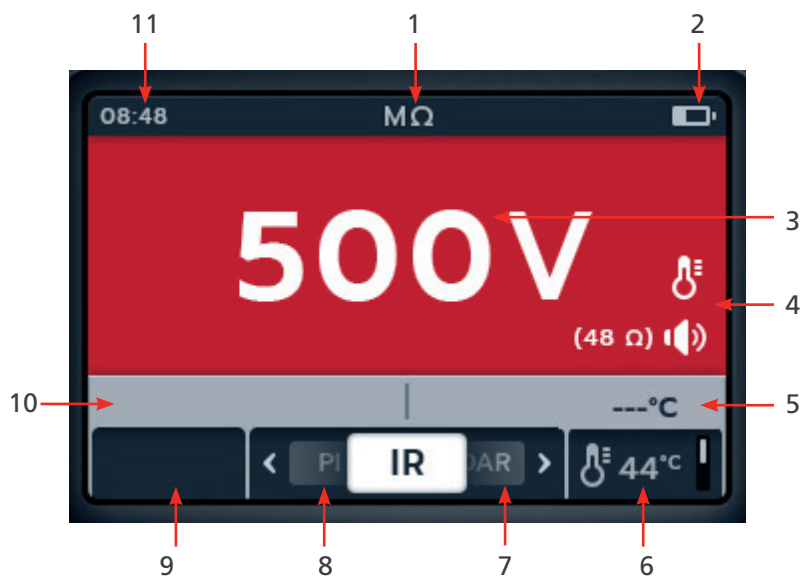 11 1 2
08:48 MΩ
500V
3
4
(48 Ω)
10 ---°C 5
< PI IR DAR >
44°C
9 8 7 6